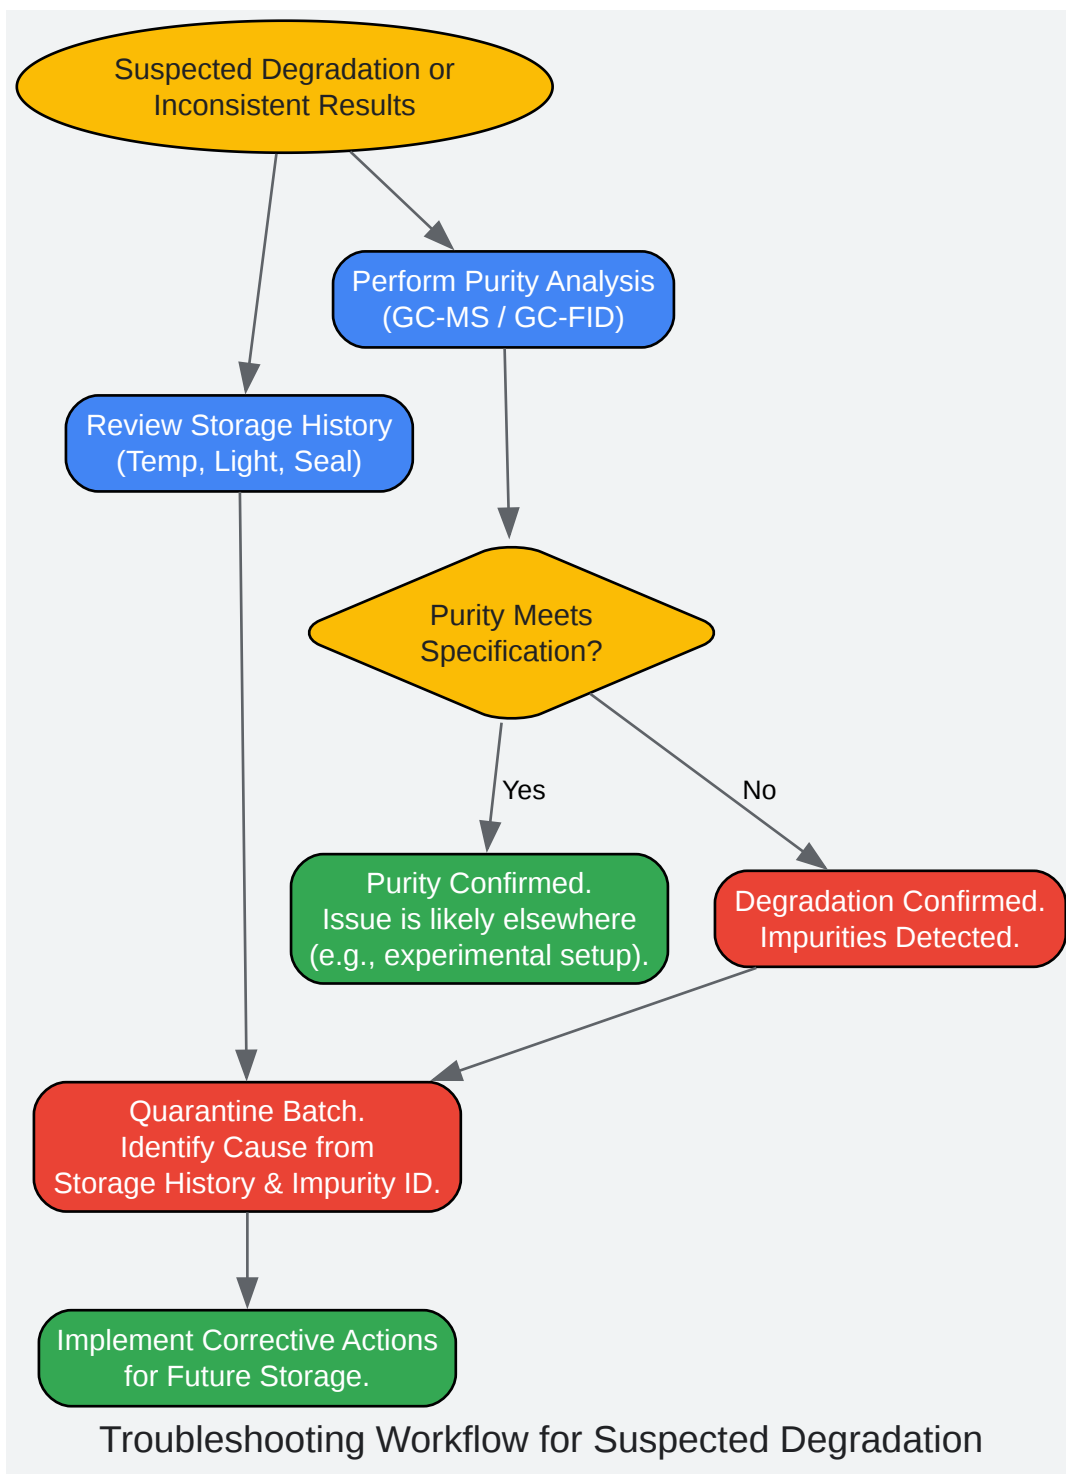 Suspected Degradation or
Inconsistent Results
Perform Purity Analysis
(GC-MS / GC-FID)
Review Storage History
(Temp, Light, Seal)
Purity Meets
Specification?
Yes
No
Purity Confirmed.
Issue is likely elsewhere
(e.g., experimental setup).
Degradation Confirmed.
Impurities Detected.
Quarantine Batch.
Identify Cause from
Storage History & Impurity ID.
Implement Corrective Actions
for Future Storage.
Troubleshooting Workflow for Suspected Degradation